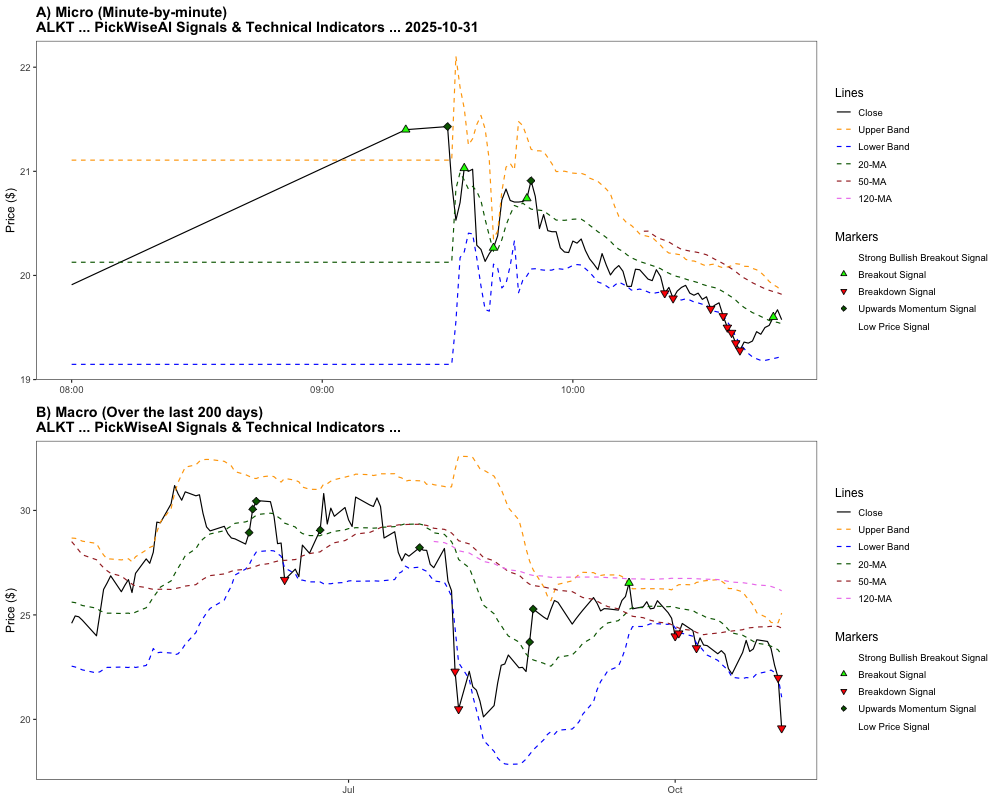 A) Micro (Minute-by-minute)
ALKT ... PickWiseAI Signals & Technical Indicators ... 2025-10-31
Price ($)
22
21
20
19
08:00
09:00
10:00
Lines
Close
Upper Band
Lower Band
20-MA
50-MA
120-MA
Markers
Strong Bullish Breakout Signal
Breakout Signal
Breakdown Signal
Upwards Momentum Signal
Low Price Signal
B) Macro (Over the last 200 days)
ALKT ... PickWiseAI Signals & Technical Indicators ...
Price ($)
30
25
20
Jul
Oct
Lines
Close
Upper Band
Lower Band
20-MA
50-MA
120-MA
Markers
Strong Bullish Breakout Signal
Breakout Signal
Breakdown Signal
Upwards Momentum Signal
Low Price Signal